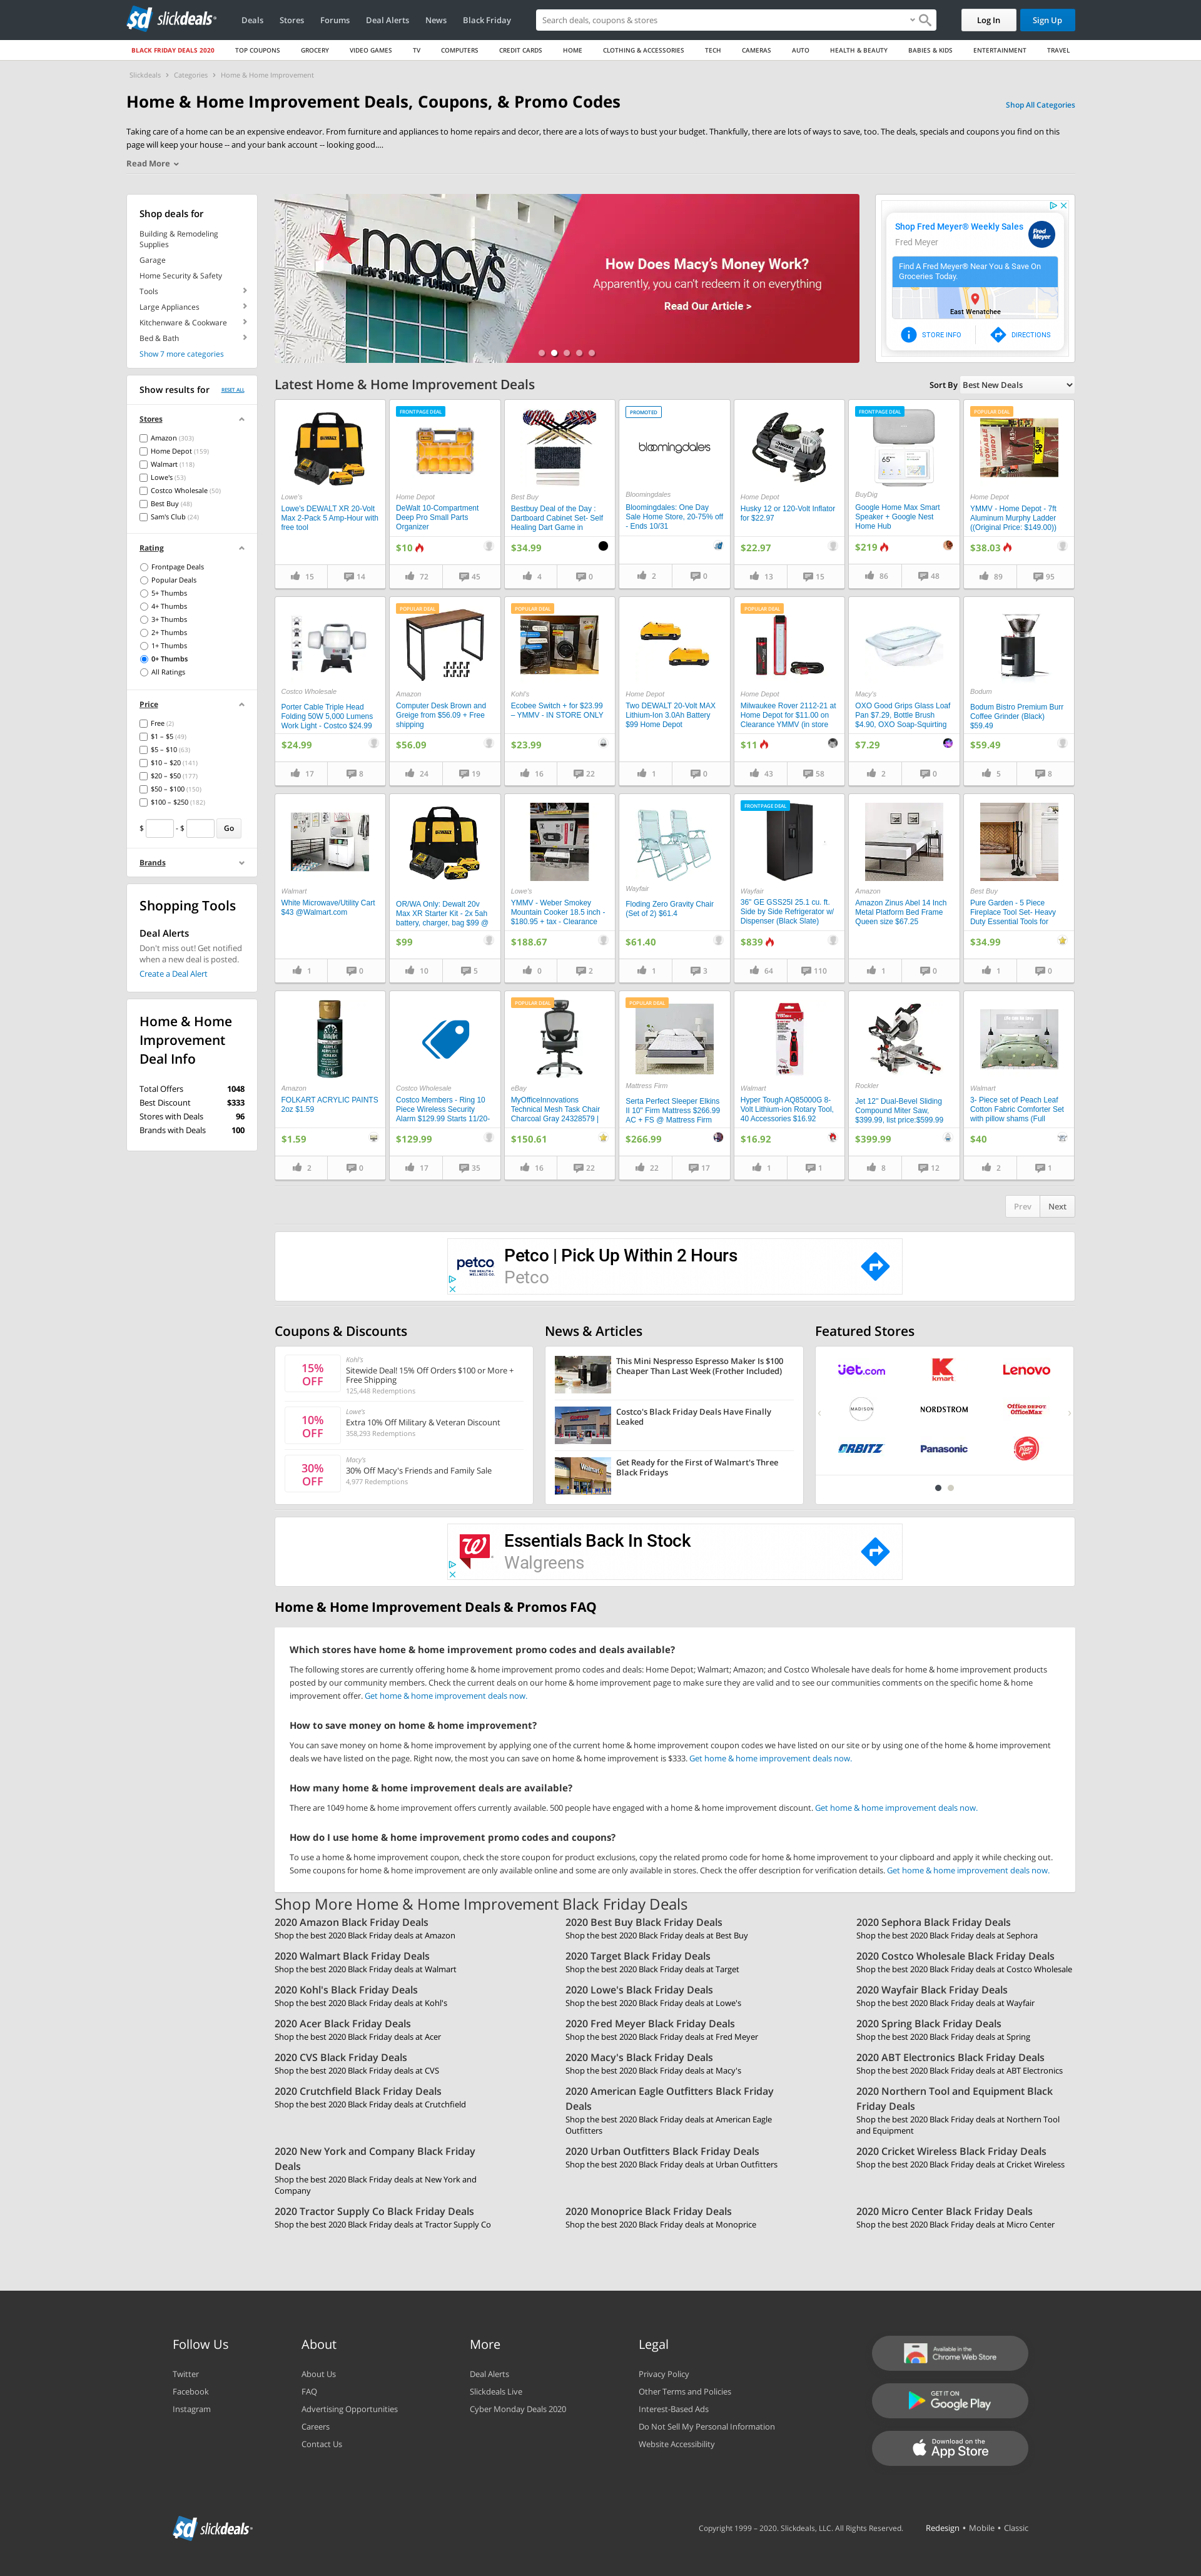 slickdeals
Deals
Stores
Forums
Deal Alerts
News
Black Friday
Search deals, coupons & stores
Log In
Sign Up
BLACK FRIDAY DEALS 2020
TOP COUPONS
GROCERY
VIDEO GAMES
TV
COMPUTERS
CREDIT CARDS
HOME
CLOTHING & ACCESSORIES
TECH
CAMERAS
AUTO
HEALTH & BEAUTY
BABIES & KIDS
ENTERTAINMENT
TRAVEL
Slickdeals > Categories > Home & Home Improvement
Home & Home Improvement Deals, Coupons, & Promo Codes
Shop All Categories
Taking care of a home can be an expensive endeavor. From furniture and appliances to home repairs and decor, there are a lots of ways to bust your budget. Thankfully, there are lots of ways to save, too. The deals, specials and coupons you find on this
page will keep your house -- and your bank account -- looking good....
Read More
Shop deals for
Building & Remodeling
Supplies
Garage
Home Security & Safety
Tools
Large Appliances
Kitchenware & Cookware
Bed & Bath
Show 7 more categories
macy's
MEN'S HOME FURNITURE
How Does Macy's Money Work?
Apparently, you can't redeem it on everything.
Read Our Article >
Shop Fred Meyer® Weekly Sales
Fred Meyer
Find A Fred Meyer® Near You & Save On
Groceries Today.
East Wenatchee
STORE INFO
DIRECTIONS
Show results for
RESET ALL
Stores
Amazon (303)
Home Depot (159)
Walmart (118)
Lowe's (53)
Costco Wholesale (50)
Best Buy (48)
Sam's Club (24)
Rating
Frontpage Deals
Popular Deals
5+ Thumbs
4+ Thumbs
3+ Thumbs
2+ Thumbs
1+ Thumbs
0+ Thumbs
All Ratings
Price
Free (2)
$1 – $5 (49)
$5 – $10 (63)
$10 – $20 (141)
$20 – $50 (177)
$50 – $100 (150)
$100 – $250 (182)
$ - $ Go
Brands
Shopping Tools
Deal Alerts
Don't miss out! Get notified
when a new deal is posted.
Create a Deal Alert
Home & Home
Improvement
Deal Info
Total Offers 1048
Best Discount $333
Stores with Deals 96
Brands with Deals 100
Latest Home & Home Improvement Deals
Sort By Best New Deals
Lowe's
Lowe's DEWALT XR 20-Volt
Max 2-Pack 5 Amp-Hour with
free tool
15 14
FRONTPAGE DEAL
Home Depot
DeWalt 10-Compartment
Deep Pro Small Parts
Organizer
$10
72 45
Best Buy
Bestbuy Deal of the Day :
Dartboard Cabinet Set- Self
Healing Dart Game in
$34.99
4 0
PROMOTED
bloomingdales
Bloomingdales
Bloomingdales: One Day
Sale Home Store, 20-75% off
- Ends 10/31
2 0
Home Depot
Husky 12 or 120-Volt Inflator
for $22.97
$22.97
13 15
FRONTPAGE DEAL
BuyDig
Google Home Max Smart
Speaker + Google Nest
Home Hub
$219
86 48
POPULAR DEAL
Home Depot
YMMV - Home Depot - 7ft
Aluminum Murphy Ladder
((Original Price: $149.00))
$38.03
89 95
Costco Wholesale
Porter Cable Triple Head
Folding 50W 5,000 Lumens
Work Light - Costco $24.99
$24.99
17 8
POPULAR DEAL
Amazon
Computer Desk Brown and
Greige from $56.09 + Free
shipping
$56.09
24 19
POPULAR DEAL
Kohl's
Ecobee Switch + for $23.99
-- YMMV - IN STORE ONLY
$23.99
16 22
Home Depot
Two DEWALT 20-Volt MAX
Lithium-Ion 3.0Ah Battery
$99 Home Depot
1 0
POPULAR DEAL
Home Depot
Milwaukee Rover 2112-21 at
Home Depot for $11.00 on
Clearance YMMV (in store
$11
43 58
Macy's
OXO Good Grips Glass Loaf
Pan $7.29, Bottle Brush
$4.90, OXO Soap-Squirting
$7.29
2 0
Bodum
Bodum Bistro Premium Burr
Coffee Grinder (Black)
$59.49
$59.49
5 8
Walmart
White Microwave/Utility Cart
$43 @Walmart.com
1 0
OR/WA Only: Dewalt 20v
Max XR Starter Kit - 2x 5ah
battery, charger, bag $99 @
$99
10 5
Lowe's
YMMV - Weber Smokey
Mountain Cooker 18.5 inch -
$180.95 + tax - Clearance
$188.67
0 2
Wayfair
Floding Zero Gravity Chair
(Set of 2) $61.4
$61.40
1 3
FRONTPAGE DEAL
Wayfair
36" GE GSS25I 25.1 cu. ft.
Side by Side Refrigerator w/
Dispenser (Black Slate)
$839
64 110
Amazon
Amazon Zinus Abel 14 Inch
Metal Platform Bed Frame
Queen size $67.25
1 0
Best Buy
Pure Garden - 5 Piece
Fireplace Tool Set- Heavy
Duty Essential Tools for
$34.99
1 0
Amazon
FOLKART ACRYLIC PAINTS
2oz $1.59
$1.59
2 0
Costco Wholesale
Costco Members - Ring 10
Piece Wireless Security
Alarm $129.99 Starts 11/20-
$129.99
17 35
POPULAR DEAL
eBay
MyOfficeInnovations
Technical Mesh Task Chair
Charcoal Gray 24328579 |
$150.61
16 22
POPULAR DEAL
Mattress Firm
Serta Perfect Sleeper Elkins
II 10" Firm Mattress $266.99
AC + FS @ Mattress Firm
$266.99
22 17
Walmart
Hyper Tough AQ85000G 8-
Volt Lithium-ion Rotary Tool,
40 Accessories $16.92
$16.92
1 1
Rockler
Jet 12" Dual-Bevel Sliding
Compound Miter Saw,
$399.99, list price:$599.99
$399.99
8 12
Walmart
3- Piece set of Peach Leaf
Cotton Fabric Comforter Set
with pillow shams (Full
$40
2 1
Prev Next
petco
Petco | Pick Up Within 2 Hours
Petco
Coupons & Discounts
15%
OFF
Kohl's
Sitewide Deal! 15% Off Orders $100 or More +
Free Shipping
125,448 Redemptions
10%
OFF
Lowe's
Extra 10% Off Military & Veteran Discount
358,293 Redemptions
30%
OFF
Macy's
30% Off Macy's Friends and Family Sale
4,977 Redemptions
News & Articles
This Mini Nespresso Espresso Maker Is $100
Cheaper Than Last Week (Frother Included)
Costco's Black Friday Deals Have Finally
Leaked
Get Ready for the First of Walmart's Three
Black Fridays
Featured Stores
Jet.com
kmart
Lenovo
MADISON
NORDSTROM
Office DEPOT
OfficeMax
ORBITZ
Panasonic
Essentials Back In Stock
Walgreens
Home & Home Improvement Deals & Promos FAQ
Which stores have home & home improvement promo codes and deals available?
The following stores are currently offering home & home improvement promo codes and deals: Home Depot; Walmart; Amazon; and Costco Wholesale have deals for home & home improvement products
posted by our community members. Check the current deals on our home & home improvement page to make sure they are valid and to see our communities comments on the specific home & home
improvement offer. Get home & home improvement deals now.
How to save money on home & home improvement?
You can save money on home & home improvement by applying one of the current home & home improvement coupon codes we have listed on our site or by using one of the home & home improvement
deals we have listed on the page. Right now, the most you can save on home & home improvement is $333. Get home & home improvement deals now.
How many home & home improvement deals are available?
There are 1049 home & home improvement offers currently available. 500 people have engaged with a home & home improvement discount. Get home & home improvement deals now.
How do I use home & home improvement promo codes and coupons?
To use a home & home improvement coupon, check the store coupon for product exclusions, copy the related promo code for home & home improvement to your clipboard and apply it while checking out.
Some coupons for home & home improvement are only available online and some are only available in stores. Check the offer description for verification details. Get home & home improvement deals now.
Shop More Home & Home Improvement Black Friday Deals
2020 Amazon Black Friday Deals
Shop the best 2020 Black Friday deals at Amazon
2020 Best Buy Black Friday Deals
Shop the best 2020 Black Friday deals at Best Buy
2020 Sephora Black Friday Deals
Shop the best 2020 Black Friday deals at Sephora
2020 Walmart Black Friday Deals
Shop the best 2020 Black Friday deals at Walmart
2020 Target Black Friday Deals
Shop the best 2020 Black Friday deals at Target
2020 Costco Wholesale Black Friday Deals
Shop the best 2020 Black Friday deals at Costco Wholesale
2020 Kohl's Black Friday Deals
Shop the best 2020 Black Friday deals at Kohl's
2020 Lowe's Black Friday Deals
Shop the best 2020 Black Friday deals at Lowe's
2020 Wayfair Black Friday Deals
Shop the best 2020 Black Friday deals at Wayfair
2020 Acer Black Friday Deals
Shop the best 2020 Black Friday deals at Acer
2020 Fred Meyer Black Friday Deals
Shop the best 2020 Black Friday deals at Fred Meyer
2020 Spring Black Friday Deals
Shop the best 2020 Black Friday deals at Spring
2020 CVS Black Friday Deals
Shop the best 2020 Black Friday deals at CVS
2020 Macy's Black Friday Deals
Shop the best 2020 Black Friday deals at Macy's
2020 ABT Electronics Black Friday Deals
Shop the best 2020 Black Friday deals at ABT Electronics
2020 Crutchfield Black Friday Deals
Shop the best 2020 Black Friday deals at Crutchfield
2020 American Eagle Outfitters Black Friday
Deals
Shop the best 2020 Black Friday deals at American Eagle
Outfitters
2020 Northern Tool and Equipment Black
Friday Deals
Shop the best 2020 Black Friday deals at Northern Tool
and Equipment
2020 New York and Company Black Friday
Deals
Shop the best 2020 Black Friday deals at New York and
Company
2020 Urban Outfitters Black Friday Deals
Shop the best 2020 Black Friday deals at Urban Outfitters
2020 Cricket Wireless Black Friday Deals
Shop the best 2020 Black Friday deals at Cricket Wireless
2020 Tractor Supply Co Black Friday Deals
Shop the best 2020 Black Friday deals at Tractor Supply Co
2020 Monoprice Black Friday Deals
Shop the best 2020 Black Friday deals at Monoprice
2020 Micro Center Black Friday Deals
Shop the best 2020 Black Friday deals at Micro Center
Follow Us
Twitter
Facebook
Instagram
About
About Us
FAQ
Advertising Opportunities
Careers
Contact Us
More
Deal Alerts
Slickdeals Live
Cyber Monday Deals 2020
Legal
Privacy Policy
Other Terms and Policies
Interest-Based Ads
Do Not Sell My Personal Information
Website Accessibility
Available in the
Chrome Web Store
GET IT ON
Google Play
Download on the
App Store
slickdeals
Copyright 1999 – 2020. Slickdeals, LLC. All Rights Reserved.
Redesign • Mobile • Classic